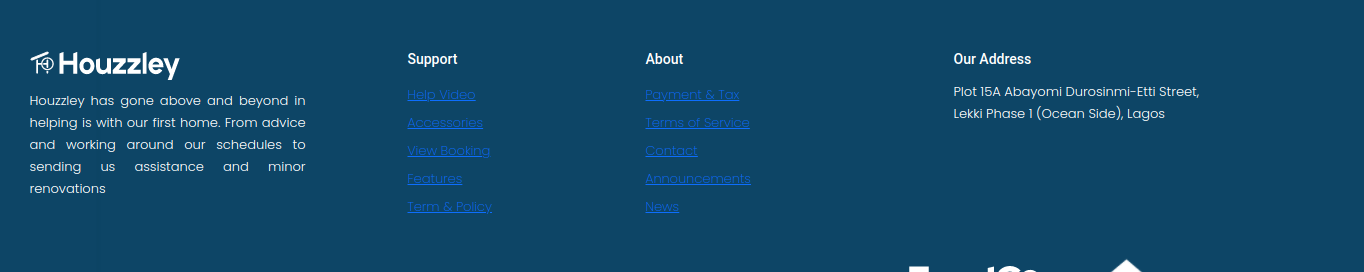 Houzzley
Houzzley has gone above and beyond in
helping is with our first home. From advice
and working around our schedules to
sending us assistance and minor
renovations
Support
Help Video
Accessories
View Booking
Features
Term & Policy
About
Payment & Tax
Terms of Service
Contact
Announcements
News
Our Address
Plot 15A Abayomi Durosinmi-Etti Street,
Lekki Phase 1 (Ocean Side), Lagos